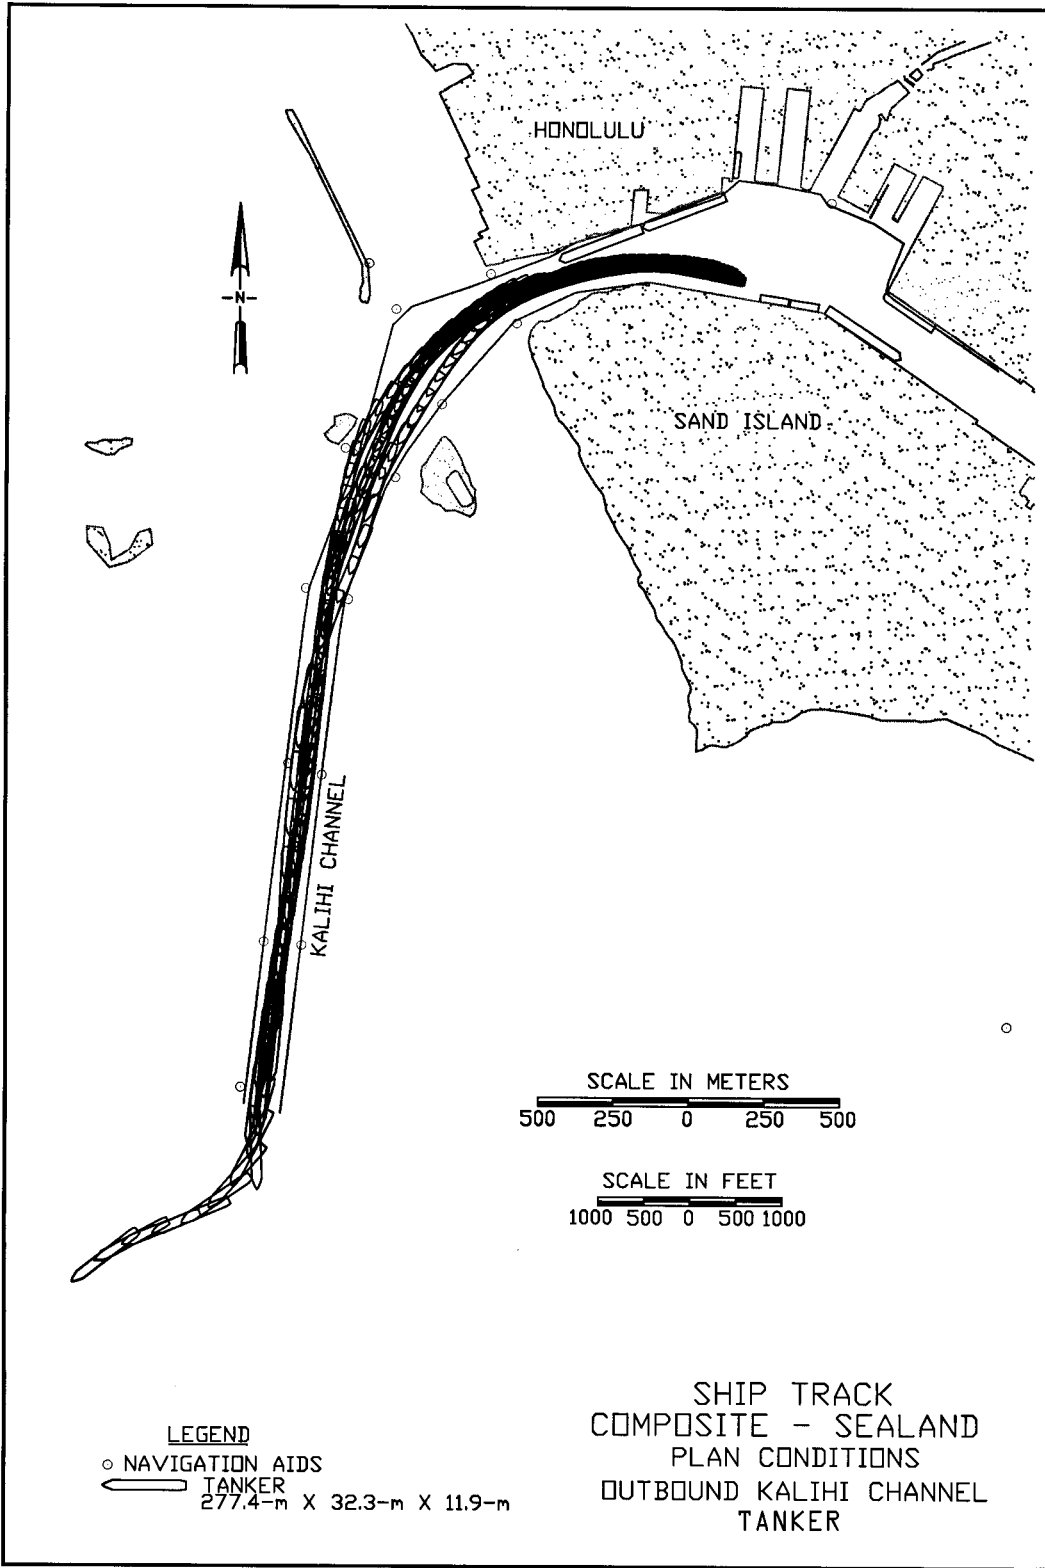 HONOLULU
-N-
SAND ISLAND
KALIHI CHANNEL
SCALE IN METERS
500 250 0 250 500
SCALE IN FEET
1000 500 0 500 1000
LEGEND
NAVIGATION AIDS
TANKER
277.4-m X 32.3-m X 11.9-m
SHIP TRACK
COMPOSITE - SEALAND
PLAN CONDITIONS
OUTBOUND KALIHI CHANNEL
TANKER